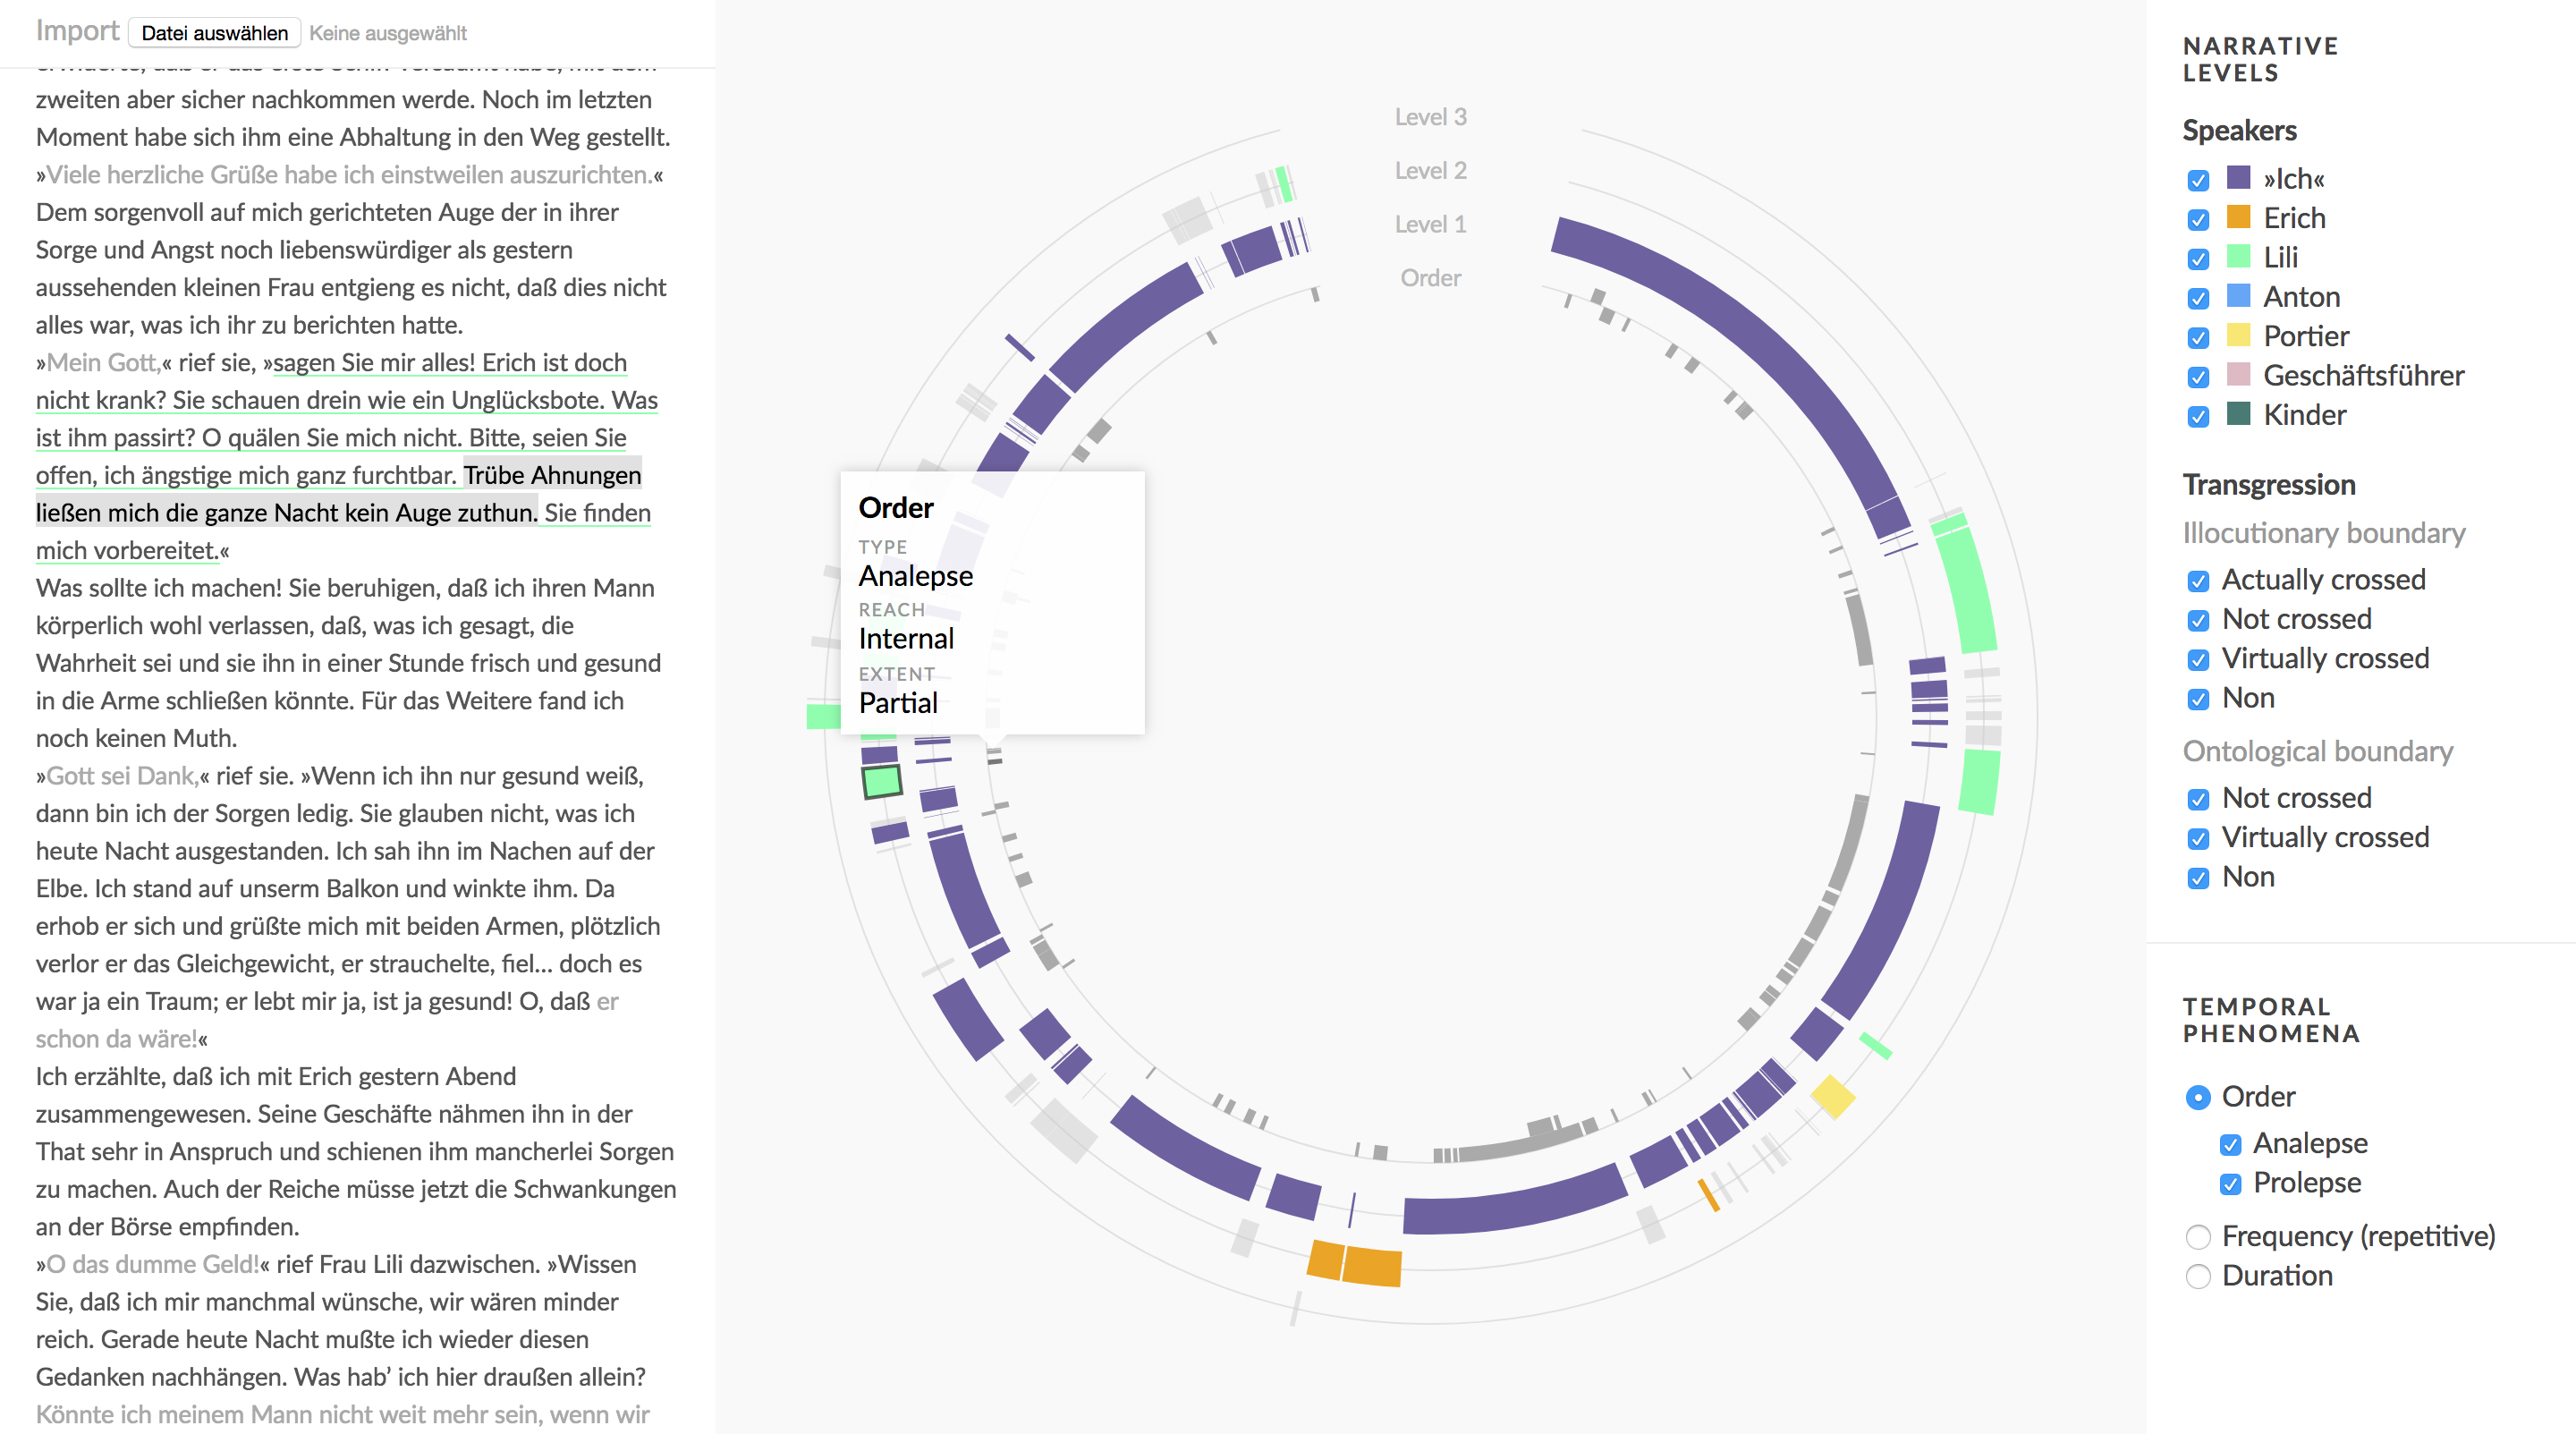 Import Datei auswählen Keine ausgewählt
zweiten aber sicher nachkommen werde. Noch im letzten
Moment habe sich ihm eine Abhaltung in den Weg gestellt.
»Viele herzliche Grüße habe ich einstweilen auszurichten.«
Dem sorgenvoll auf mich gerichteten Auge der in ihrer
Sorge und Angst noch liebenswürdiger als gestern
aussehenden kleinen Frau entgieng es nicht, daß dies nicht
alles war, was ich ihr zu berichten hatte.
»Mein Gott,« rief sie, »sagen Sie mir alles! Erich ist doch
nicht krank? Sie schauen drein wie ein Unglücksbote. Was
ist ihm passirt? O quälen Sie mich nicht. Bitte, seien Sie
offen, ich ängstige mich ganz furchtbar. Trübe Ahnungen
ließen mich die ganze Nacht kein Auge zuthun. Sie finden
mich vorbereitet.«
Was sollte ich machen! Sie beruhigen, daß ich ihren Mann
körperlich wohl verlassen, daß, was ich gesagt, die
Wahrheit sei und sie ihn in einer Stunde frisch und gesund
in die Arme schließen könnte. Für das Weitere fand ich
noch keinen Muth.
»Gott sei Dank,« rief sie. »Wenn ich ihn nur gesund weiß,
dann bin ich der Sorgen ledig. Sie glauben nicht, was ich
heute Nacht ausgestanden. Ich sah ihn im Nachen auf der
Elbe. Ich stand auf unserm Balkon und winkte ihm. Da
erhob er sich und grüßte mich mit beiden Armen, plötzlich
verlor er das Gleichgewicht, er strauchelte, fiel... doch es
war ja ein Traum; er lebt mir ja, ist ja gesund! O, daß er
schon da wäre!«
Ich erzählte, daß ich mit Erich gestern Abend
zusammengewesen. Seine Geschäfte nähmen ihn in der
That sehr in Anspruch und schienen ihm mancherlei Sorgen
zu machen. Auch der Reiche müsse jetzt die Schwankungen
an der Börse empfinden.
»O das dumme Geld!« rief Frau Lili dazwischen. »Wissen
Sie, daß ich mir manchmal wünsche, wir wären minder
reich. Gerade heute Nacht mußte ich wieder diesen
Gedanken nachhängen. Was hab' ich hier draußen allein?
Könnte ich meinem Mann nicht weit mehr sein, wenn wir
Level 3
Level 2
Level 1
Order
Order
TYPE
Analepse
REACH
Internal
EXTENT
Partial
NARRATIVE
LEVELS
Speakers
»Ich«
Erich
Lili
Anton
Portier
Geschäftsführer
Kinder
Transgression
Illocutionary boundary
Actually crossed
Not crossed
Virtually crossed
Non
Ontological boundary
Not crossed
Virtually crossed
Non
TEMPORAL
PHENOMENA
Order
Analepse
Prolepse
Frequency (repetitive)
Duration